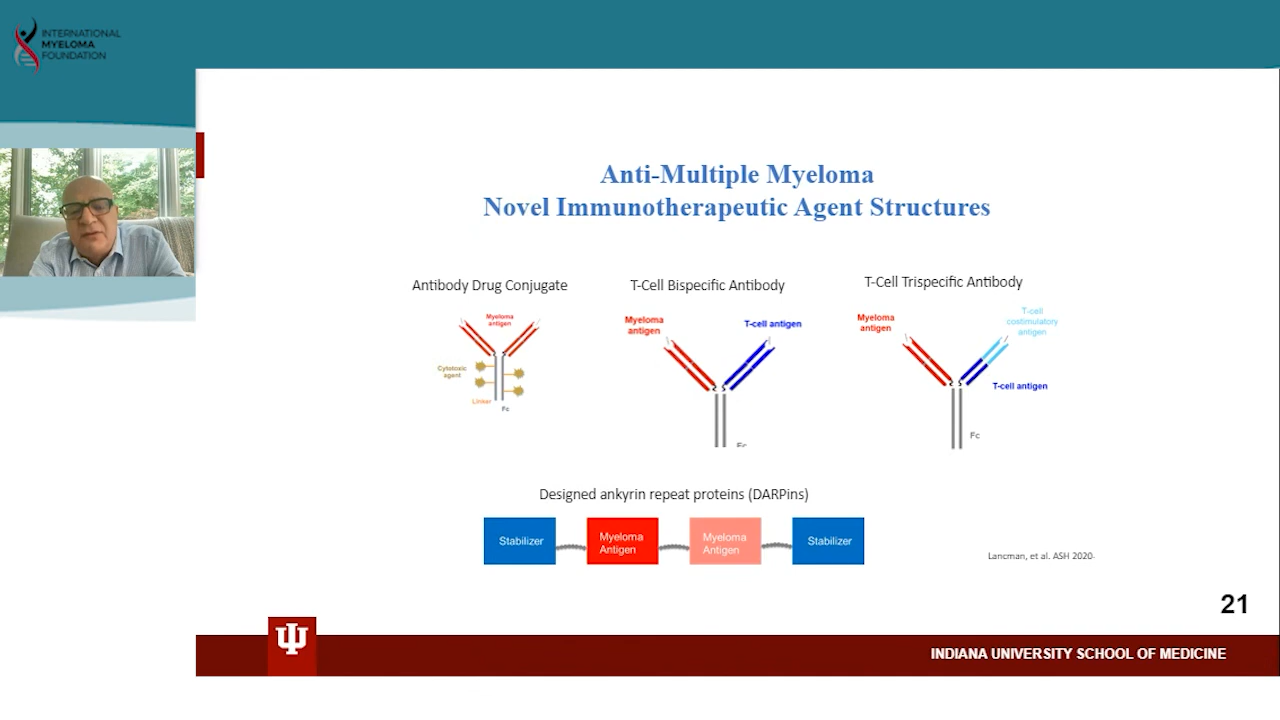 INTERNATIONAL
MYELOMA
FOUNDATION
Anti-Multiple Myeloma
Novel Immunotherapeutic Agent Structures
Antibody Drug Conjugate
Myeloma
antigen
Cytotoxic
agent
Linker
Fc
T-Cell Bispecific Antibody
Myeloma
antigen
T-cell antigen
Fc
T-Cell Trispecific Antibody
Myeloma
antigen
T-cell
costimulatory
antigen
T-cell antigen
Fc
Designed ankyrin repeat proteins (DARPins)
Stabilizer
Myeloma
Antigen
Myeloma
Antigen
Stabilizer
Lancman, et al. ASH 2020
21
INDIANA UNIVERSITY SCHOOL OF MEDICINE